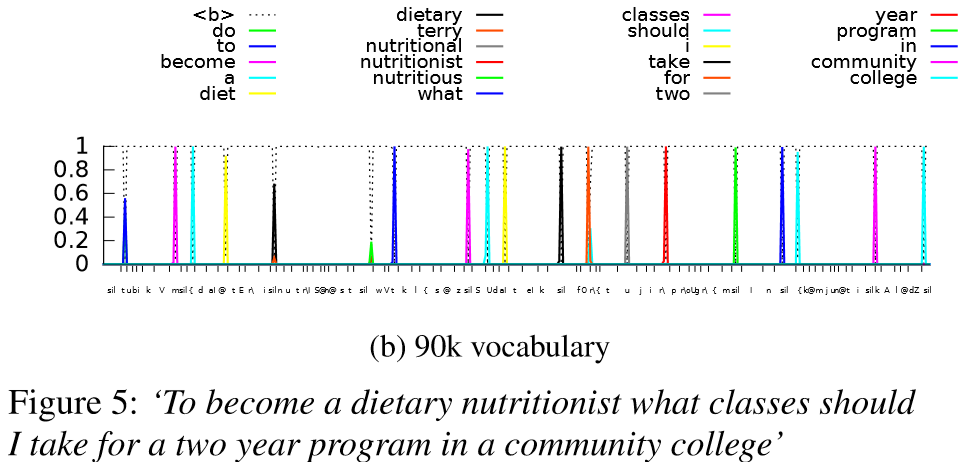 <b> dietary classes year
do terry should program
to nutritional i in
become nutritionist take community
a nutritious for college
diet what two
1
0.8
0.6
0.4
0.2
0
(b) 90k vocabulary
Figure 5: ‘To become a dietary nutritionist what classes should
I take for a two year program in a community college’